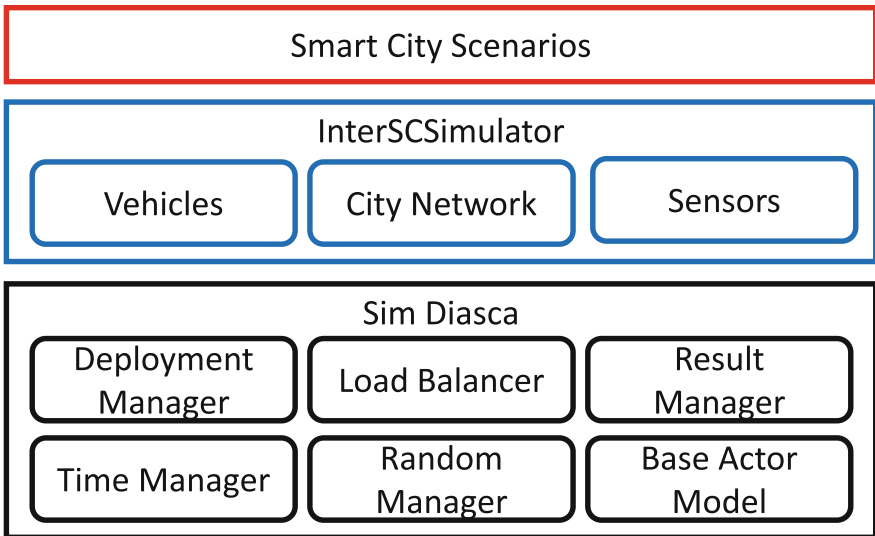 Smart City Scenarios
InterSCSimulator
Vehicles
City Network
Sensors
Sim Diasca
Deployment
Manager
Load Balancer
Result
Manager
Time Manager
Random
Manager
Base Actor
Model